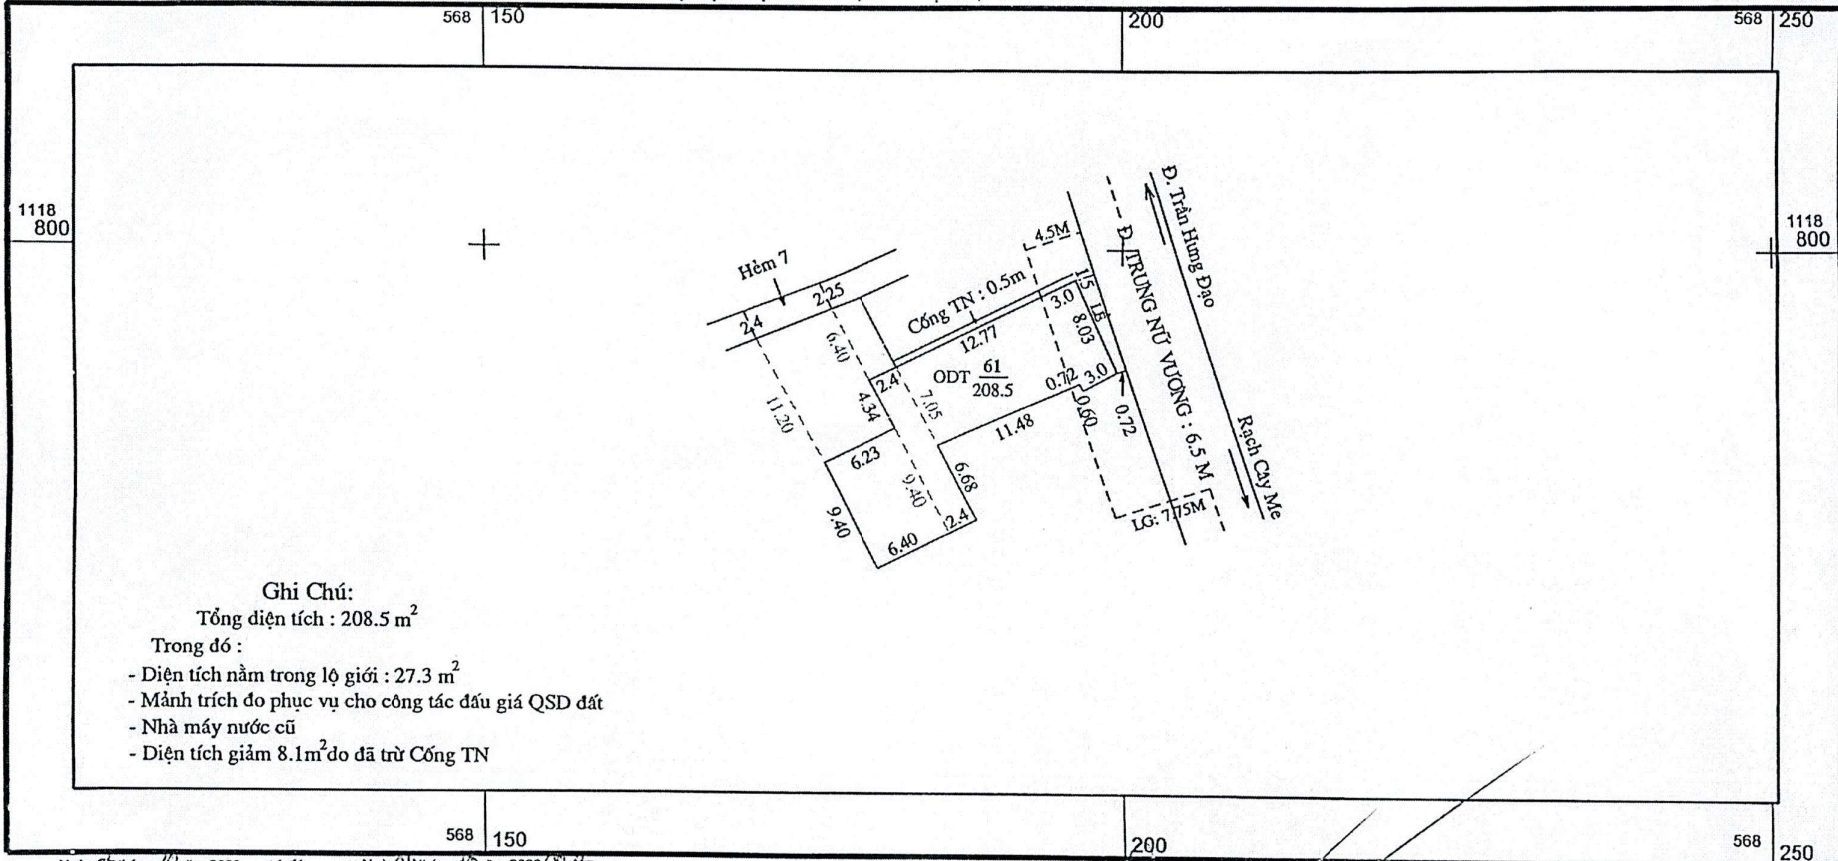 568 150
200
568 250
1118
800
1118
800
Hẻm 7
2.4
2.25
4.5M
Cống TN : 0.5m
1.5
LỀ
3.0
12.77
8.03
6.40
2.4
ODT 61
208.5
0.72
3.0
4.34
7.05
11.20
11.48
0.60
0.72
6.23
6.68
9.40
9.40
2.4
6.40
LG: 7.75M
Đ. TRƯNG NỮ VƯƠNG : 6.5 M
Đ. Trần Hưng Đạo
Rạch Cây Me
Ghi Chú:
Tổng diện tích : 208.5 m²
Trong đó :
- Diện tích nằm trong lộ giới : 27.3 m²
- Mảnh trích đo phục vụ cho công tác đấu giá QSD đất
- Nhà máy nước cũ
- Diện tích giảm 8.1m² do đã trừ Cống TN
568 150
200
568 250